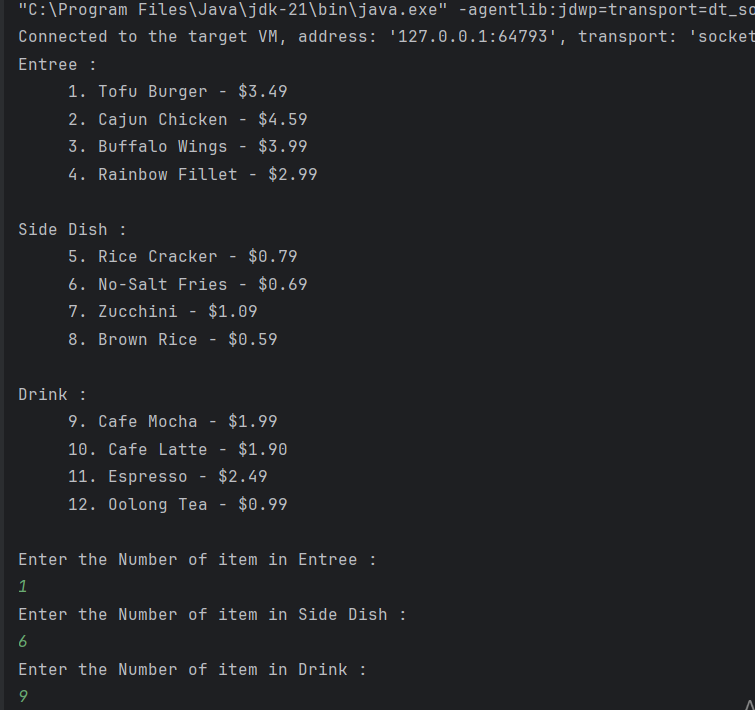 "C:\Program Files\Java\jdk-21\bin\java.exe" -agentlib:jdwp=transport=dt_so
Connected to the target VM, address: '127.0.0.1:64793', transport: 'socket
Entree :
1. Tofu Burger - $3.49
2. Cajun Chicken - $4.59
3. Buffalo Wings - $3.99
4. Rainbow Fillet - $2.99
Side Dish :
5. Rice Cracker - $0.79
6. No-Salt Fries - $0.69
7. Zucchini - $1.09
8. Brown Rice - $0.59
Drink :
9. Cafe Mocha - $1.99
10. Cafe Latte - $1.90
11. Espresso - $2.49
12. Oolong Tea - $0.99
Enter the Number of item in Entree :
1
Enter the Number of item in Side Dish :
6
Enter the Number of item in Drink :
9